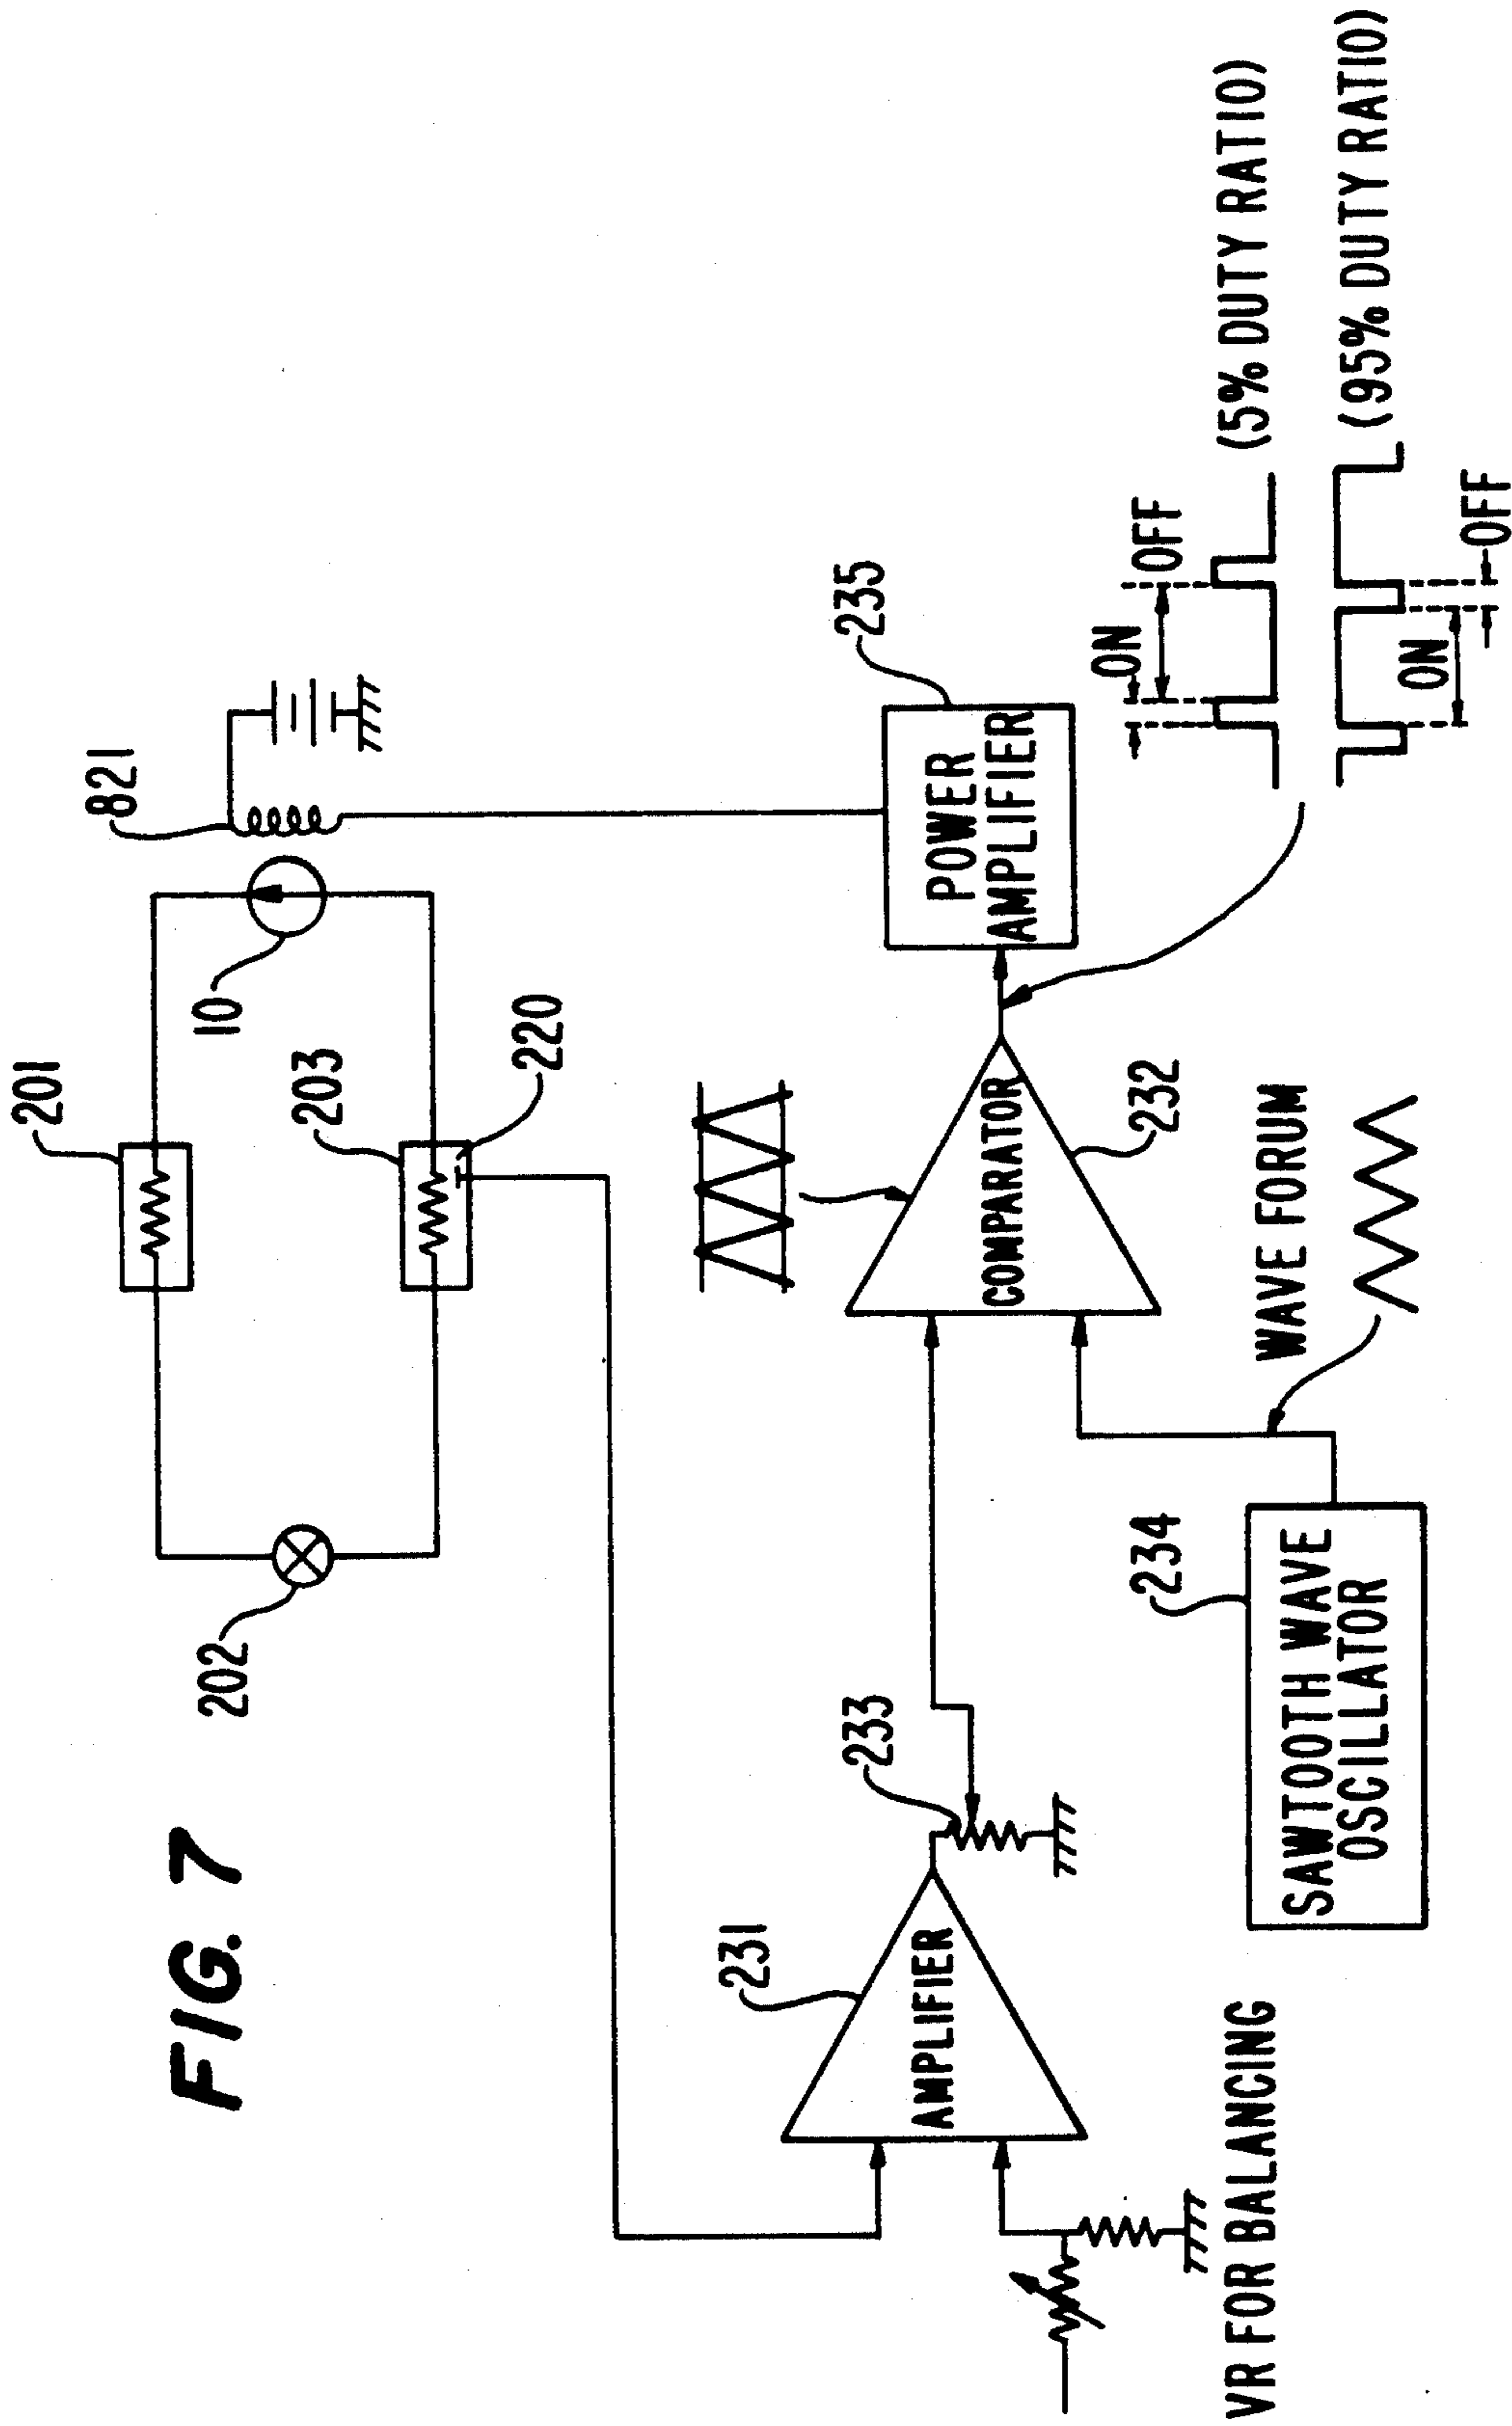 FIG. 7
201
202
203
10
220
821
231
AMPLIFIER
VR FOR BALANCING
233
234
SAWTOOTH WAVE
OSCILLATOR
WAVE FORUM
COMPARATOR
232
POWER
AMPLIFIER
235
ON
OFF
(5% DUTY RATIO)
(95% DUTY RATIO)
ON
OFF